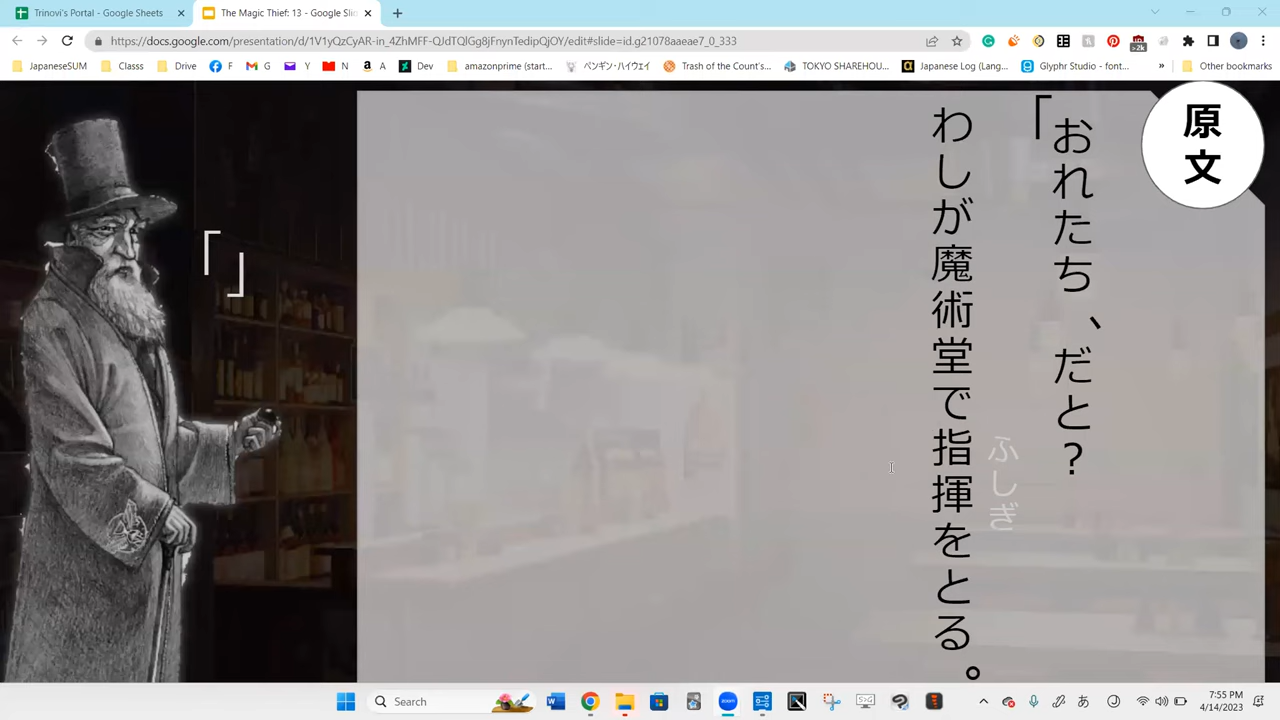 Trinovi's Portal - Google Sheets
The Magic Thief: 13 - Google Sli
https://docs.google.com/presentation/d/1V1yQzCyAR-in_4ZhMFF-QJdTQlGg8jFnynTedipQjOY/edit#slide=id.g21078aaeae7_0_333
JapaneseSUM
Classs
Drive
F
G
Y
N
A
Dev
amazonprime (start...
ペンギン・ハイウェイ
Trash of the Count's...
TOKYO SHAREHOU...
Japanese Log (Lang...
Glyphr Studio - font...
»
Other bookmarks
>2k
原文
「おれたち、だと?
ふしぎ
わしが魔術堂で指揮をとる。
「」
Search
zoom
あ
7:55 PM
4/14/2023